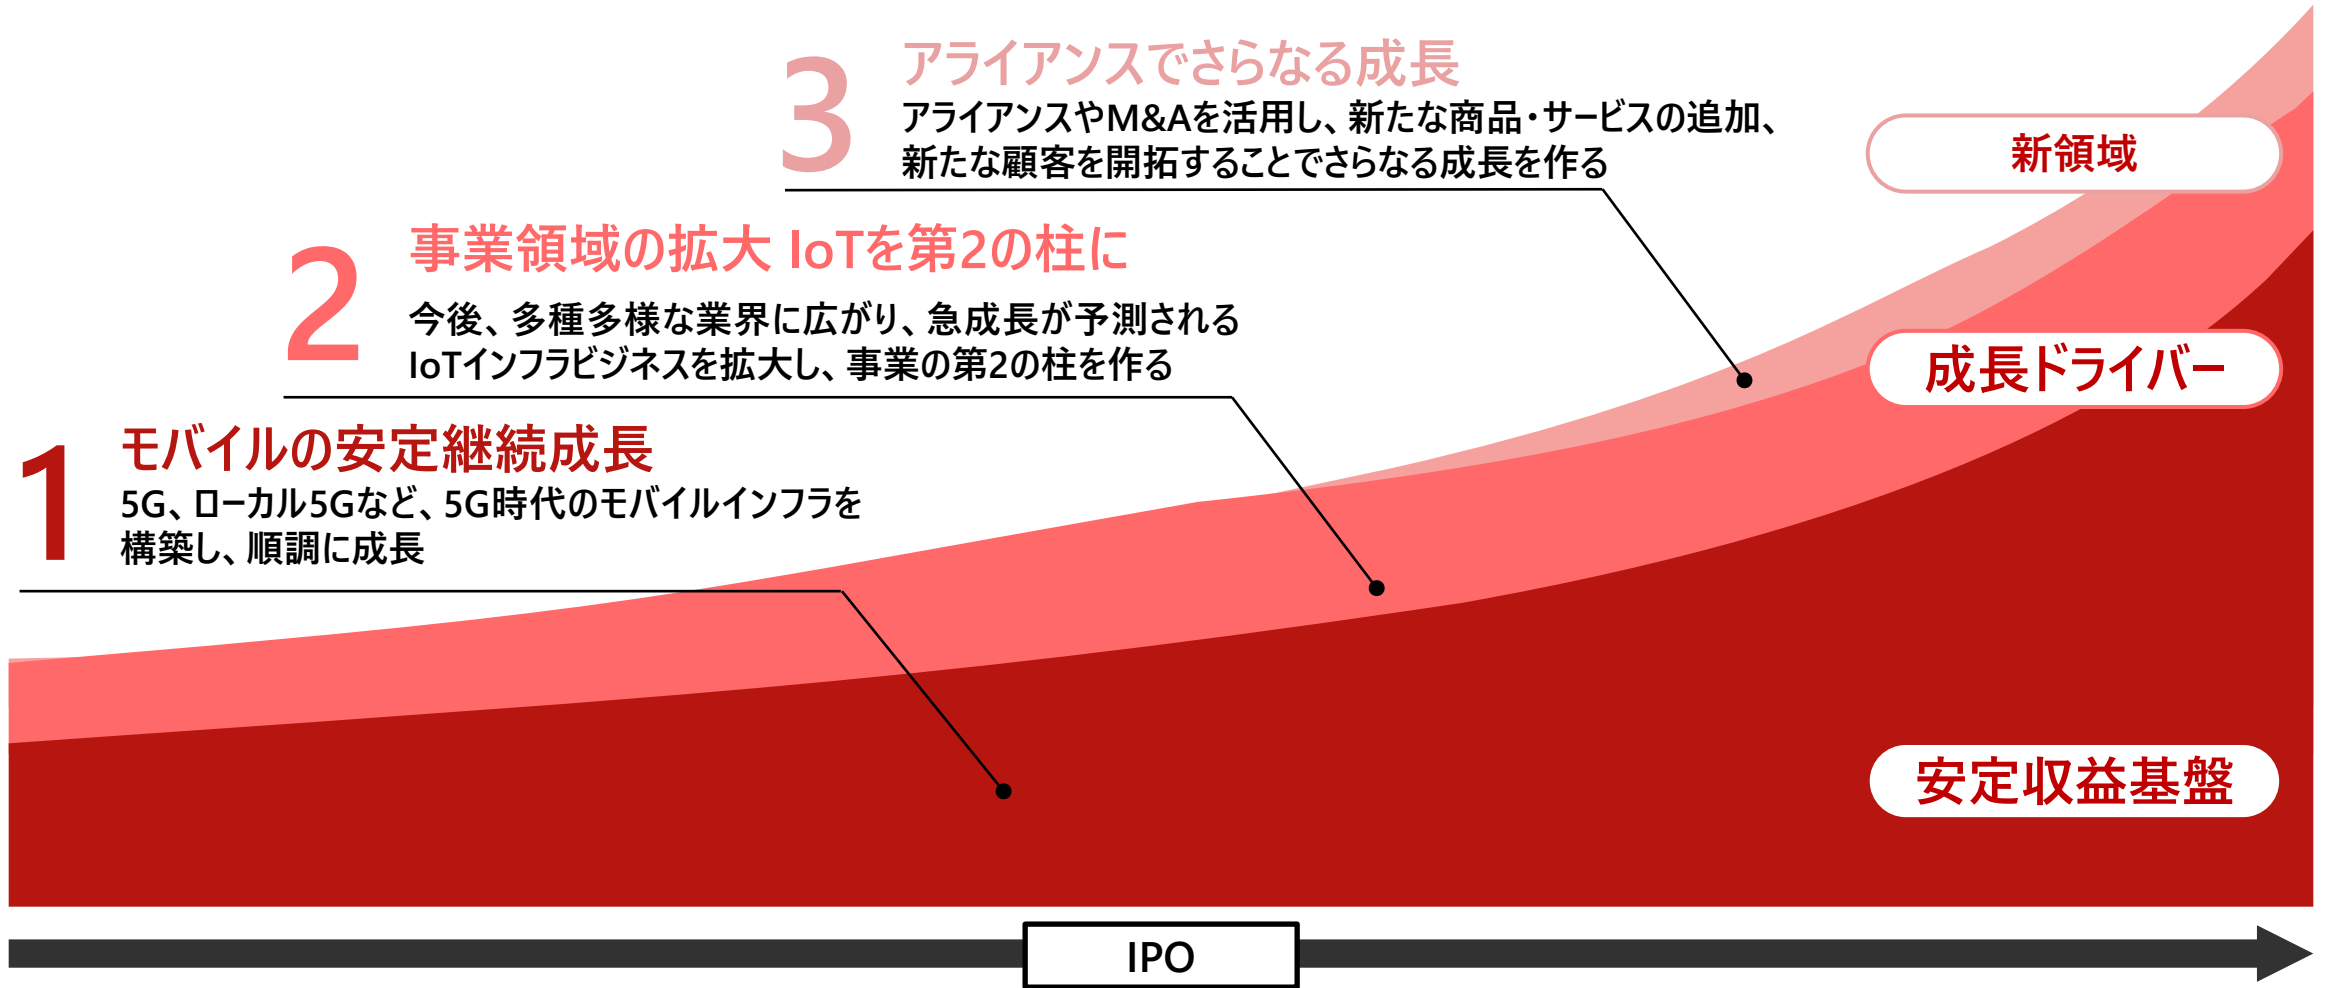 3
アライアンスでさらなる成長
アライアンスやM&Aを活用し、新たな商品・サービスの追加、
新たな顧客を開拓することでさらなる成長を作る
新領域
2
事業領域の拡大 IoTを第2の柱に
今後、多種多様な業界に広がり、急成長が予測される
IoTインフラビジネスを拡大し、事業の第2の柱を作る
成長ドライバー
1
モバイルの安定継続成長
5G、ローカル5Gなど、5G時代のモバイルインフラを
構築し、順調に成長
安定収益基盤
IPO